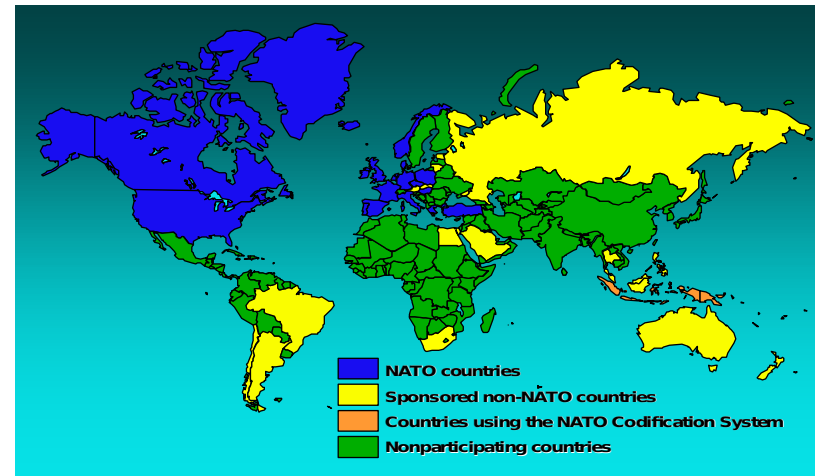 NATO countries
Sponsored non-NATO countries
Countries using the NATO Codification System
Nonparticipating countries